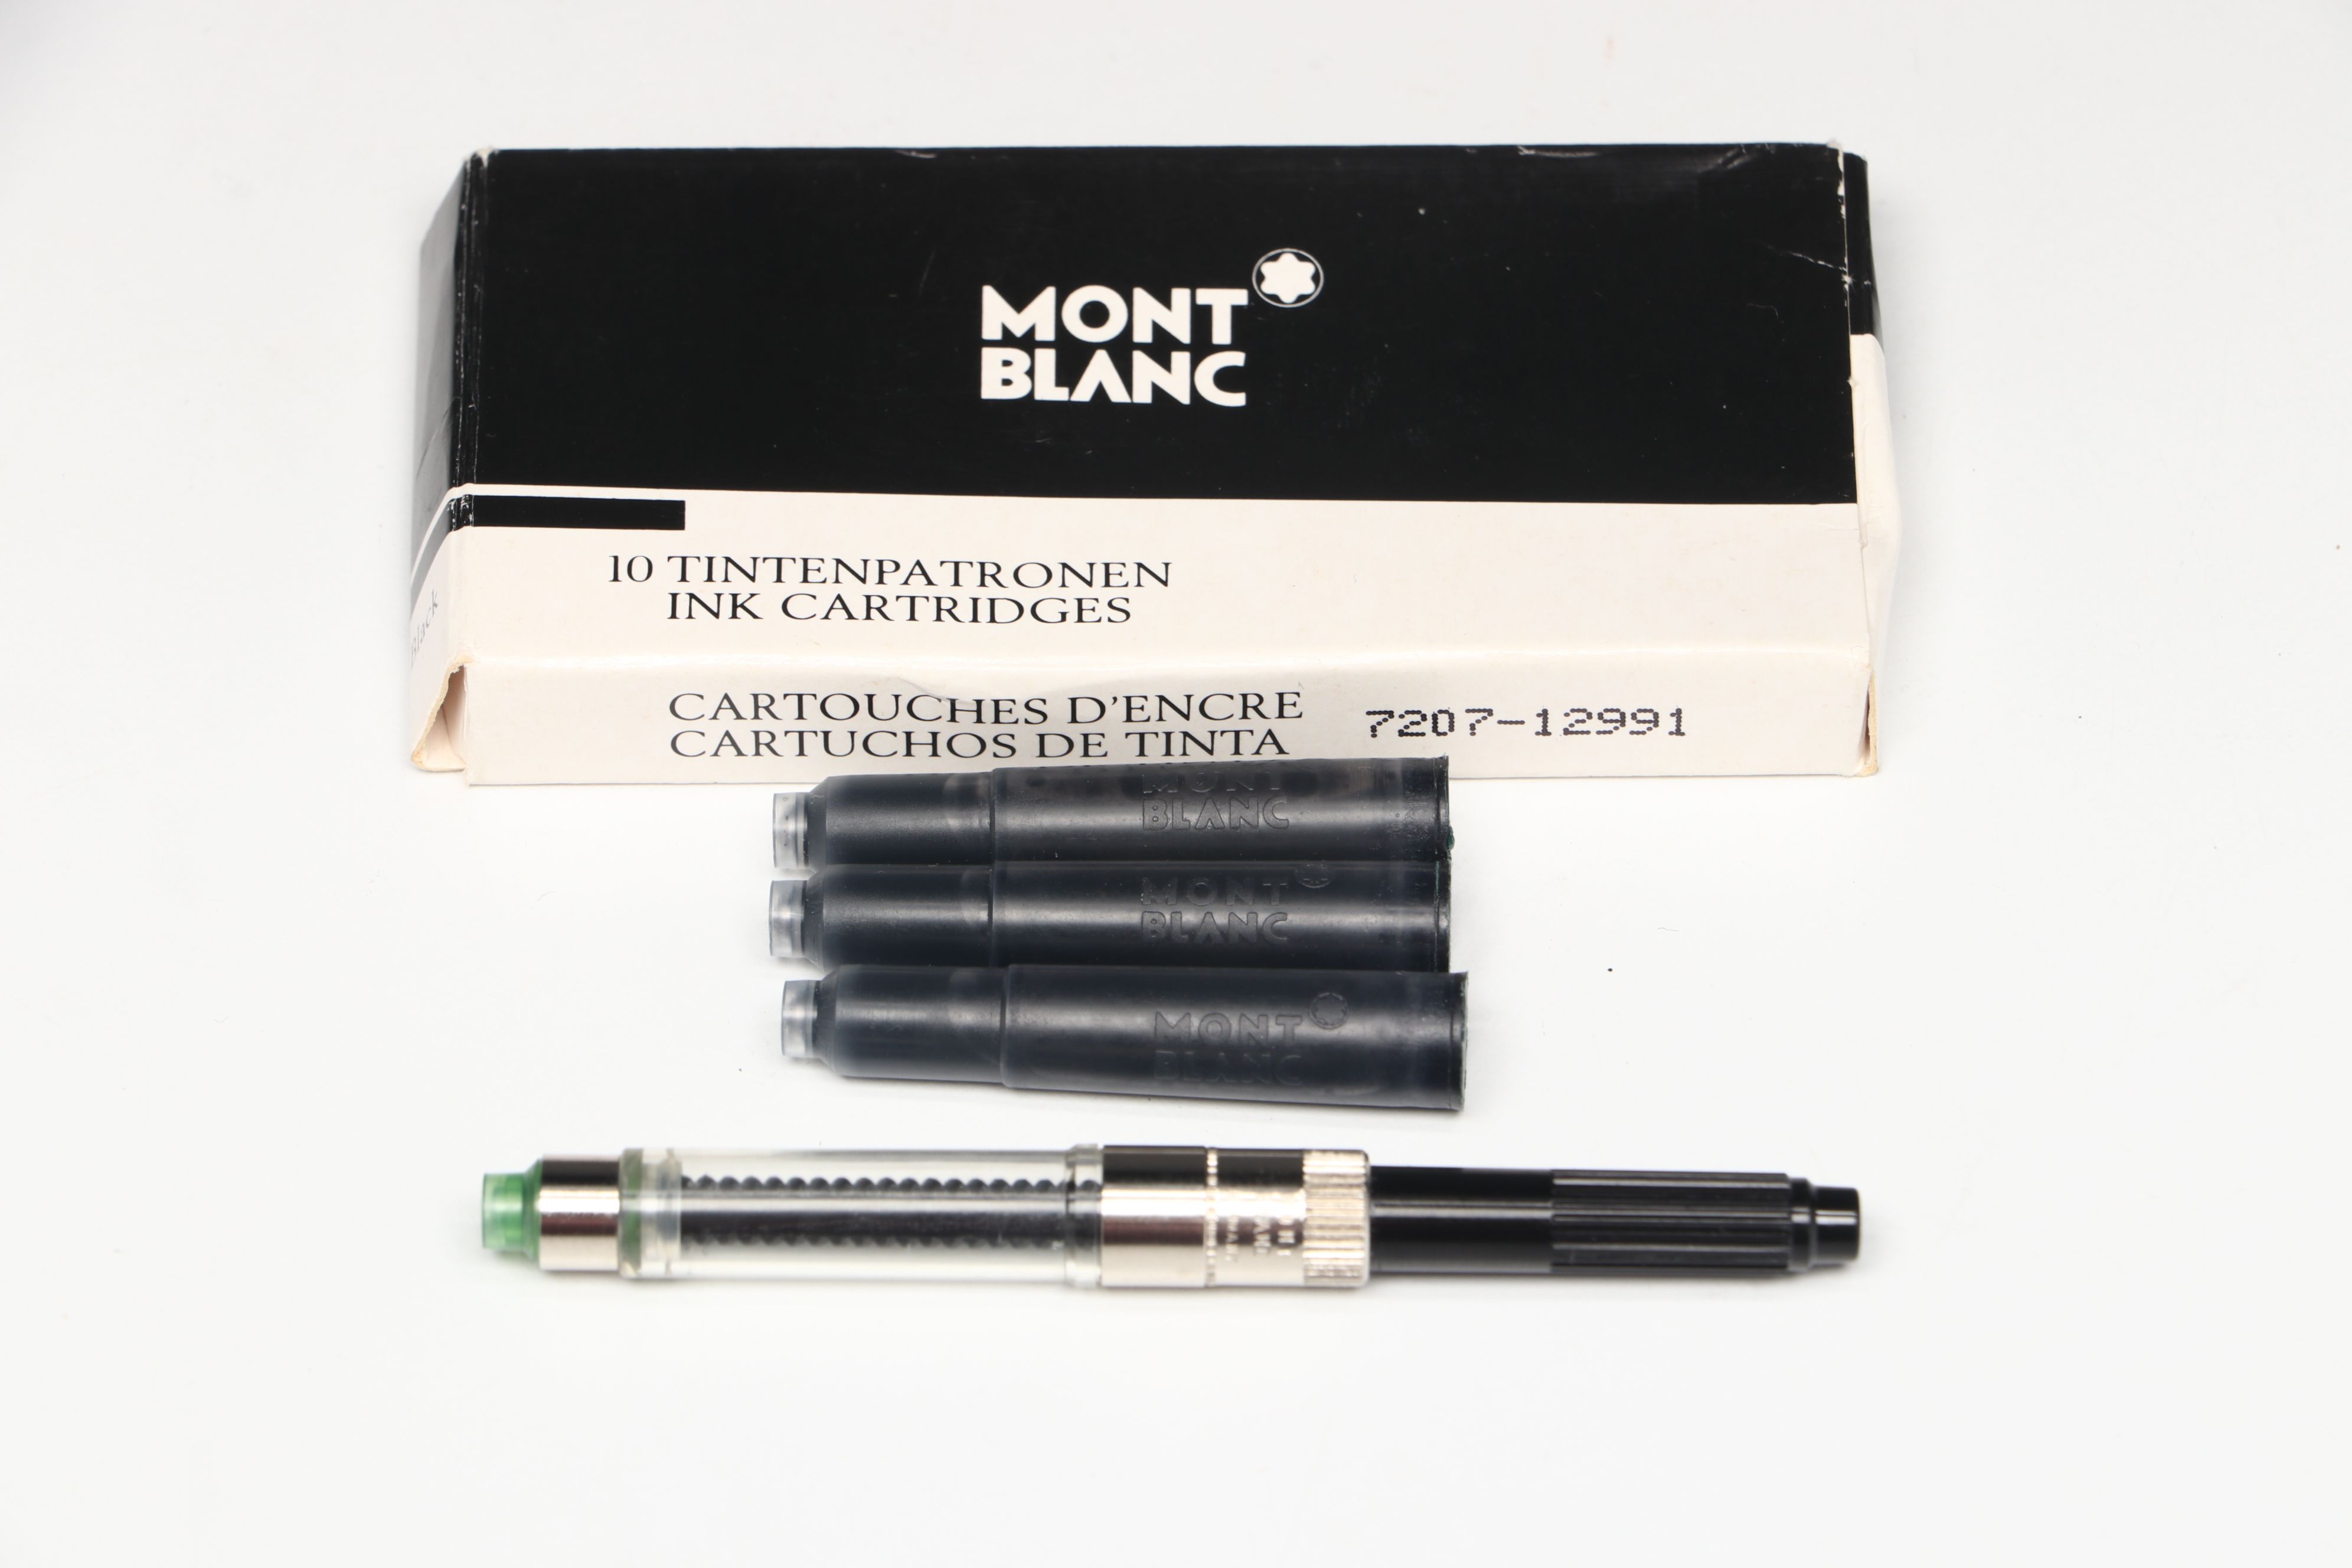 MONT
BLANC
10 TINTENPATRONEN
INK CARTRIDGES
Black
CARTOUCHES D'ENCRE
CARTUCHOS DE TINTA
7207-12991
MONT
BLANC
MONT
BLANC
MONT
BLANC